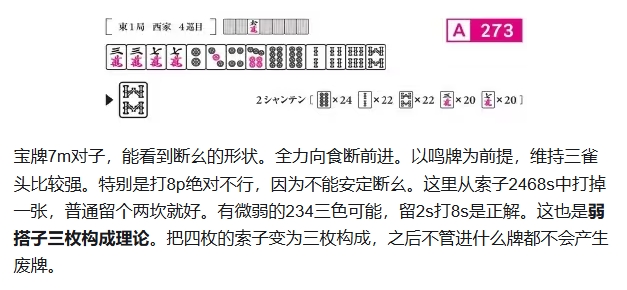 ［ 東1局 西家 4巡目 ］
A 273
▶ 2シャンテン［ ×24 ×22 ×22 ×20 ×20］
宝牌7m对子，能看到断幺的形状。全力向食断前进。以鸣牌为前提，维持三雀
头比较强。特别是打8p绝对不行，因为不能安定断幺。这里从索子2468s中打掉
一张，普通留个两坎就好。有微弱的234三色可能，留2s打8s是正解。这也是弱
搭子三枚构成理论。把四枚的索子变为三枚构成，之后不管进什么牌都不会产生
废牌。